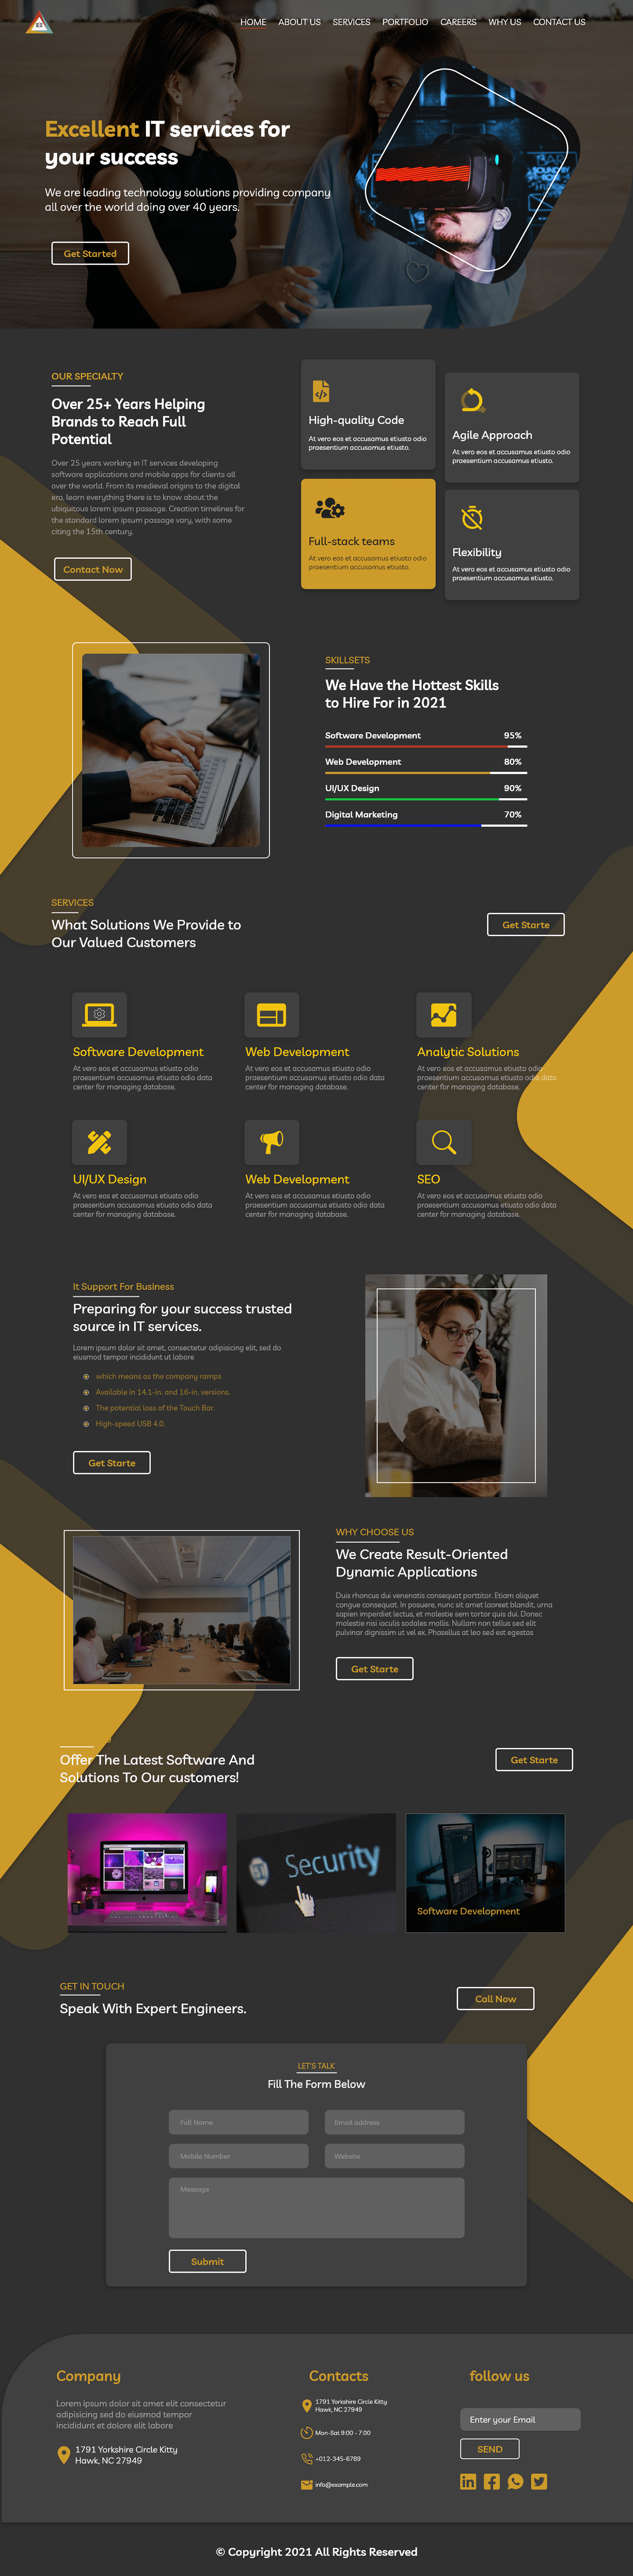 HOME ABOUT US SERVICES PORTFOLIO CAREERS WHY US CONTACT US
Excellent IT services for
your success
We are leading technology solutions providing company
all over the world doing over 40 years.
Get Started
OUR SPECIALTY
Over 25+ Years Helping
Brands to Reach Full
Potential
Over 25 years working in IT services developing
software applications and mobile apps for clients all
over the world. From its medieval origins to the digital
era, learn everything there is to know about the
ubiquitous lorem ipsum passage. Creation timelines for
the standard lorem ipsum passage vary, with some
citing the 15th century.
Contact Now
High-quality Code
At vero eos et accusamus etiusto odio
praesentium accusamus etiusto.
Full-stack teams
At vero eos et accusamus etiusto odio
praesentium accusamus etiusto.
Agile Approach
At vero eos et accusamus etiusto odio
praesentium accusamus etiusto.
Flexibility
At vero eos et accusamus etiusto odio
praesentium accusamus etiusto.
SKILLSETS
We Have the Hottest Skills
to Hire For in 2021
Software Development 95%
Web Development 80%
UI/UX Design 90%
Digital Marketing 70%
SERVICES
What Solutions We Provide to
Our Valued Customers
Get Starte
Software Development
At vero eos et accusamus etiusto odio
praesentium accusamus etiusto odio data
center for managing database.
Web Development
At vero eos et accusamus etiusto odio
praesentium accusamus etiusto odio data
center for managing database.
Analytic Solutions
At vero eos et accusamus etiusto odio
praesentium accusamus etiusto odio data
center for managing database.
UI/UX Design
At vero eos et accusamus etiusto odio
praesentium accusamus etiusto odio data
center for managing database.
Web Development
At vero eos et accusamus etiusto odio
praesentium accusamus etiusto odio data
center for managing database.
SEO
At vero eos et accusamus etiusto odio
praesentium accusamus etiusto odio data
center for managing database.
It Support For Business
Preparing for your success trusted
source in IT services.
Lorem ipsum dolor sit amet, consectetur adipisicing elit, sed do
eiusmod tempor incididunt ut labore
which means as the company ramps
Available in 14.1-in, and 16-in, versions.
The potential loss of the Touch Bar.
High-speed USB 4.0.
Get Starte
WHY CHOOSE US
We Create Result-Oriented
Dynamic Applications
Duis rhoncus dui venenatis consequat porttitor. Etiam aliquet
congue consequat. In posuere, nunc sit amet laoreet blandit, urna
sapien imperdiet lectus, et molestie sem tortor quis dui. Donec
molestie nisi iaculis sodales mollis. Nullam non tellus sed elit
pulvinar dignissim ut vel ex. Phasellus at leo sed est egestas
Get Starte
Offer The Latest Software And
Solutions To Our customers!
Get Starte
Security
Software Development
GET IN TOUCH
Speak With Expert Engineers.
Call Now
LET'S TALK
Fill The Form Below
Full Name
Email address
Mobile Number
Website
Message
Submit
Company
Lorem ipsum dolor sit amet elit consectetur
adipisicing sed do eiusmod tempor
incididunt et dolore elit labore
1791 Yorkshire Circle Kitty
Hawk, NC 27949
Contacts
1791 Yorkshire Circle Kitty
Hawk, NC 27949
Mon-Sat 9:00 - 7:00
+012-345-6789
info@example.com
follow us
Enter your Email
SEND
© Copyright 2021 All Rights Reserved